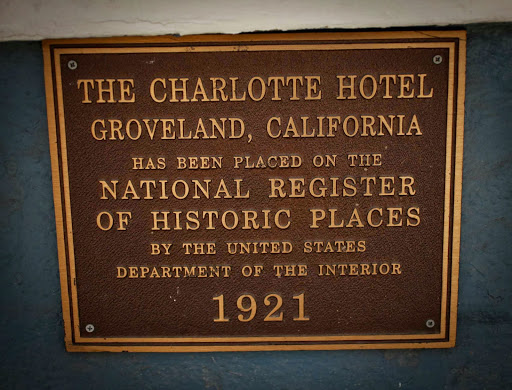 THE CHARLOTTE HOTEL
GROVELAND, CALIFORNIA
HAS BEEN PLACED ON THE
NATIONAL REGISTER
OF HISTORIC PLACES
BY THE UNITED STATES
DEPARTMENT OF THE INTERIOR
1921